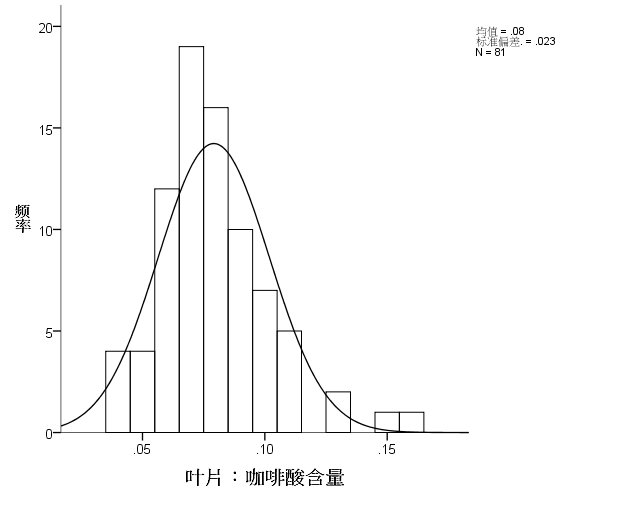 均值 = .08
标准偏差. = .023
N = 81
20
15
10
5
0
频率
.05
.10
.15
叶片：咖啡酸含量